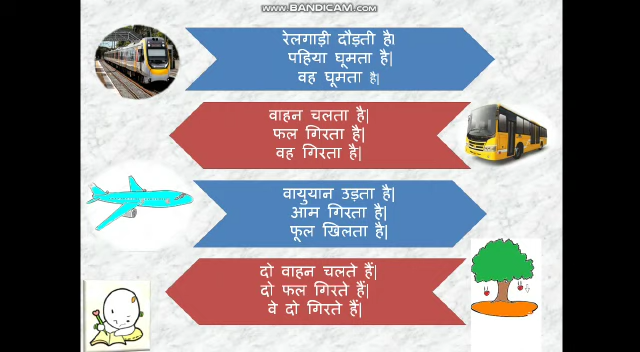 www.BANDICAM.com
रेलगाड़ी दौड़ती है।
पहिया घूमता है|
वह घूमता है|
वाहन चलता है|
फल गिरता है|
वह गिरता है|
वायुयान उड़ता है|
आम गिरता है|
फूल खिलता है|
दो वाहन चलते हैं|
दो फल गिरते हैं|
वे दो गिरते हैं|